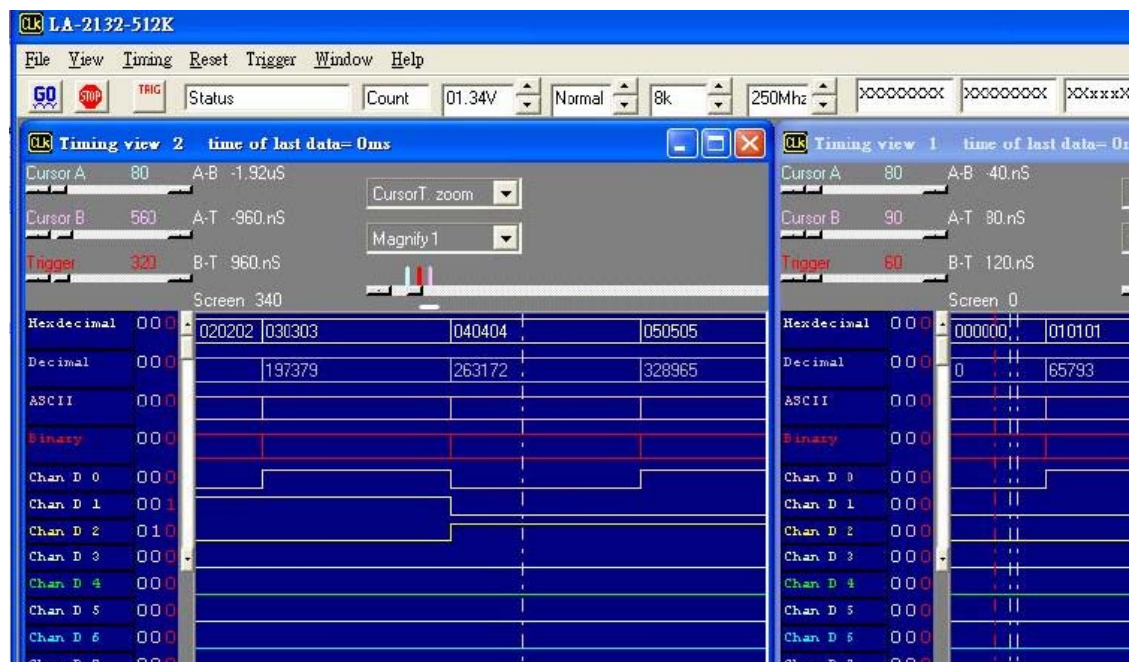 CLK LA-2132-512K
File View Timing Reset Trigger Window Help
GO STOP TRIG Status Count 01.34V Normal 8k 250Mhz XXXXXXXX XXXXXXXX XXxxxX
CLK Timing view 2 time of last data= 0ms
Cursor A 80 A-B -1.92uS
CursorT. zoom
Cursor B 560 A-T -960.nS
Magnify1
Trigger 320 B-T 960.nS
Screen 340
Hexdecimal 000 020202 030303 040404 050505
Decimal 000 197379 263172 328965
ASCII 000
Binary 000
Chan D 0 000
Chan D 1 001
Chan D 2 010
Chan D 3 000
Chan D 4 000
Chan D 5 000
Chan D 6 000
CLK Timing view 1 time of last data= 0
Cursor A 80 A-B -40.nS
Cursor B 90 A-T 80.nS
Trigger 60 B-T 120.nS
Screen 0
Hexdecimal 000 000000 010101
Decimal 000 0 65793
ASCII 000
Binary 000
Chan D 0 000
Chan D 1 000
Chan D 2 000
Chan D 3 000
Chan D 4 000
Chan D 5 000
Chan D 6 000